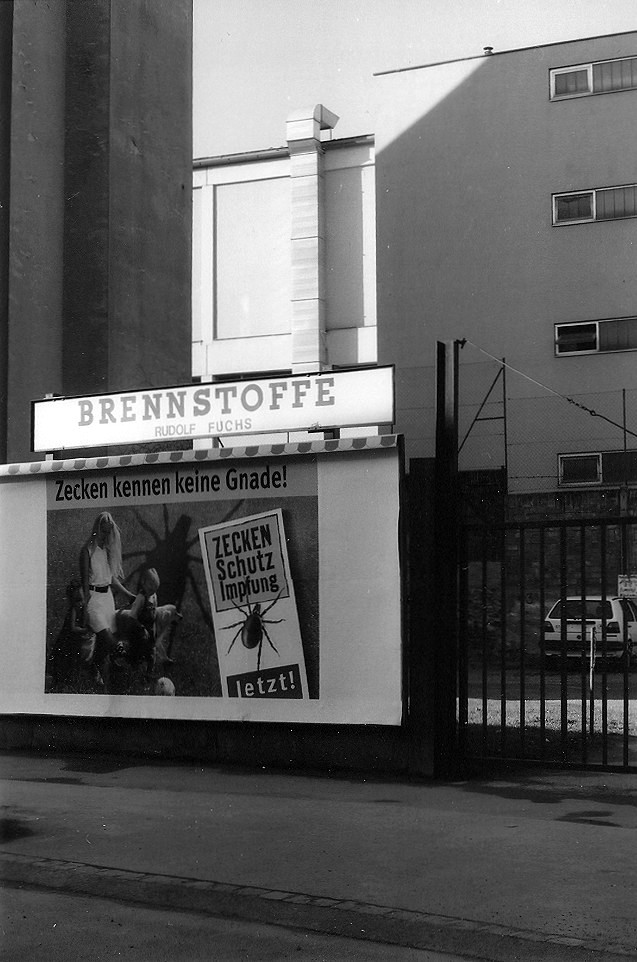 BRENNSTOFFE
RUDOLF FUCHS
Zecken kennen keine Gnade!
ZECKEN
Schutz
Impfung
Jetzt!